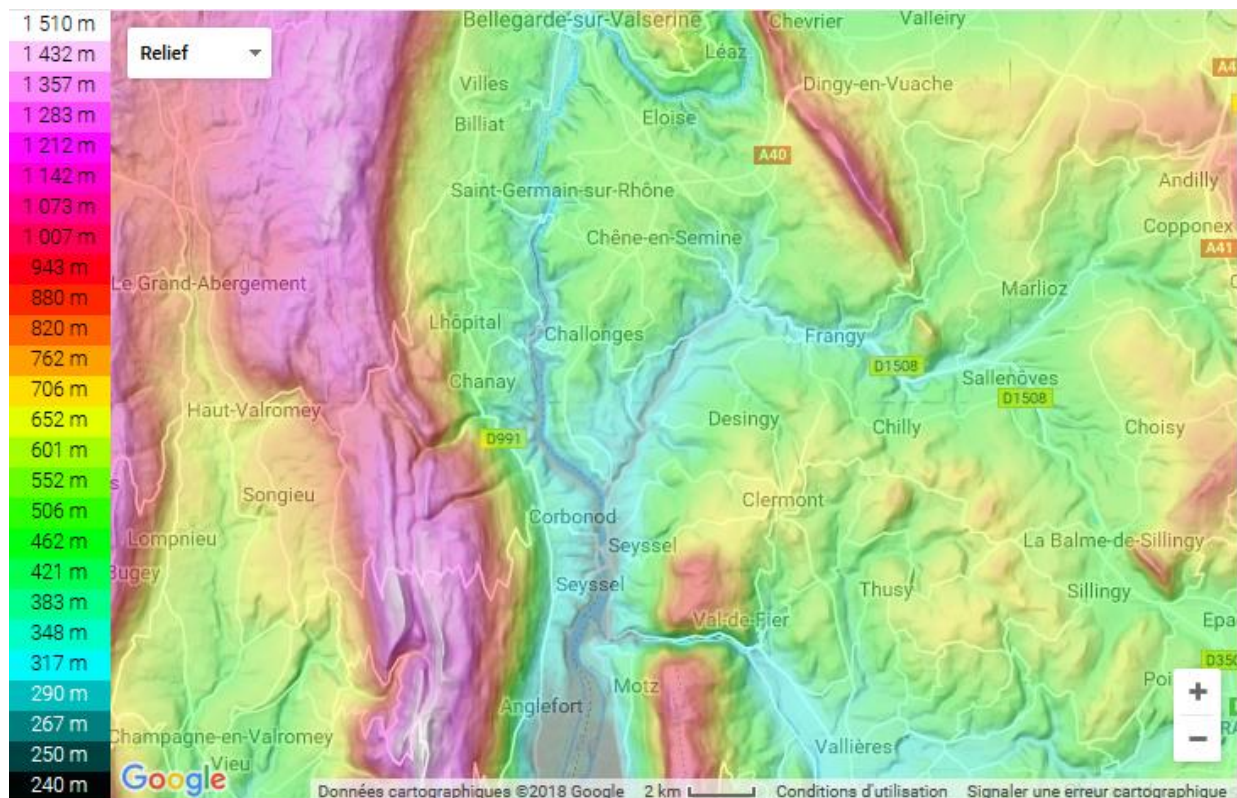 1 510 m
1 432 m
1 357 m
1 283 m
1 212 m
1 142 m
1 073 m
1 007 m
943 m
880 m
820 m
762 m
706 m
652 m
601 m
552 m
506 m
462 m
421 m
383 m
348 m
317 m
290 m
267 m
250 m
240 m
Relief
Bellegarde-sur-Valserine
Chevrier
Valleiry
Léaz
Villes
Dingy-en-Vuache
Billiat
Eloise
A40
Andilly
Saint-Germain-sur-Rhône
Copponex
Chêne-en-Semine
A41
Le Grand-Abergement
Marlioz
Lhôpital
Challonges
Frangy
D1508
Chanay
Sallenôves
D1508
Haut-Valromey
Desingy
Chilly
Choisy
D991
Songieu
Clermont
Corbonod
Lompnieu
Seyssel
La Balme-de-Sillingy
Bugey
Seyssel
Thusy
Sillingy
Val-de-Fier
Epa
D350
Motz
Poi
+
Anglefort
Champagne-en-Valromey
−
Vallières
Vieu
Google
Données cartographiques ©2018 Google 2 km Conditions d'utilisation Signaler une erreur cartographique